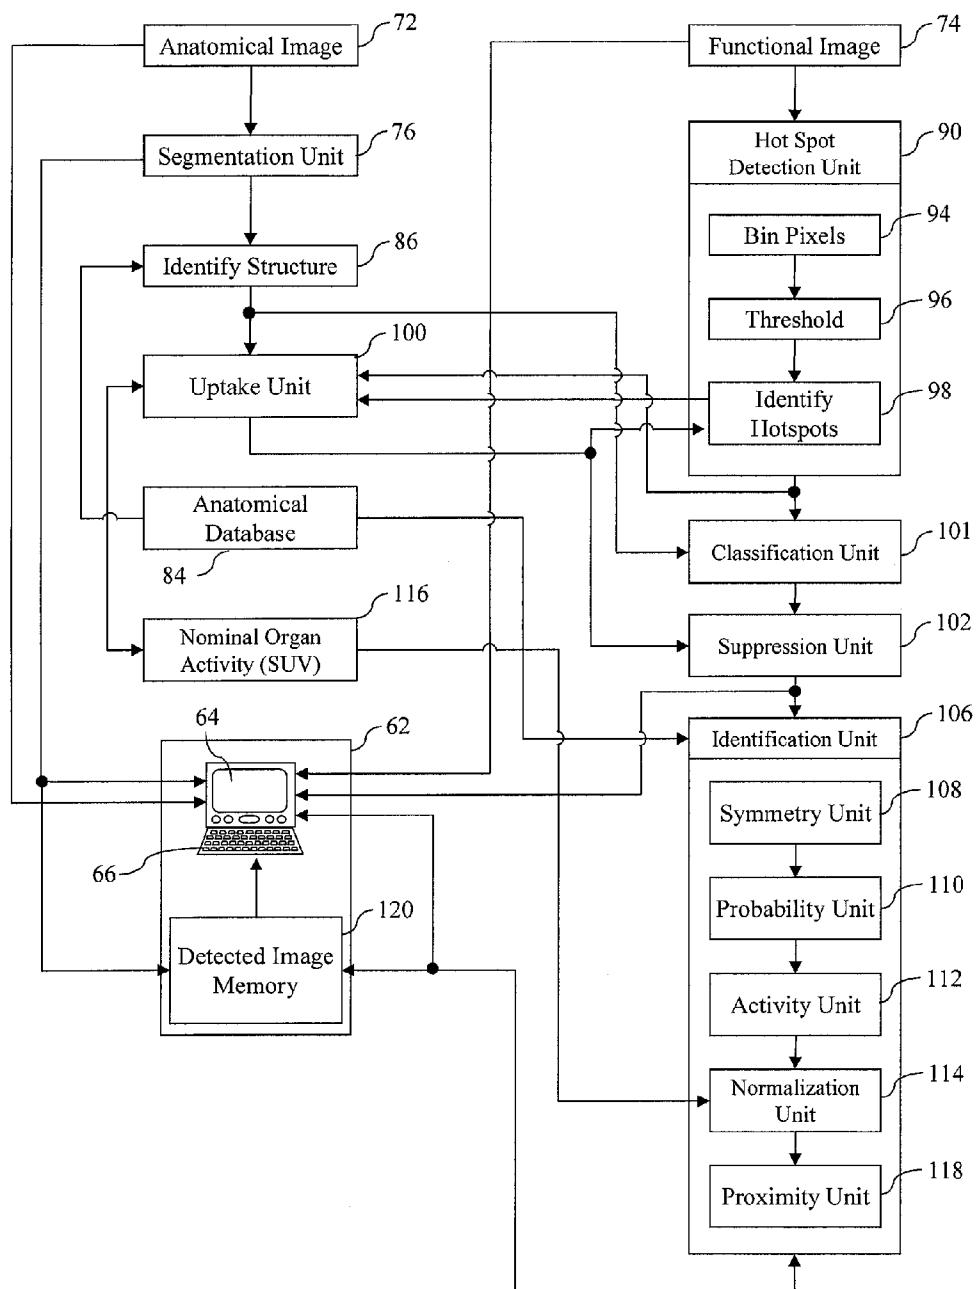 72
Anatomical Image
74
Functional Image
76
Segmentation Unit
90
Hot Spot
Detection Unit
94
Bin Pixels
86
Identify Structure
96
Threshold
100
Uptake Unit
98
Identify
Hotspots
Anatomical
Database
84
101
Classification Unit
116
Nominal Organ
Activity (SUV)
102
Suppression Unit
64
62
106
Identification Unit
108
Symmetry Unit
66
110
Probability Unit
120
Detected Image
Memory
112
Activity Unit
114
Normalization
Unit
118
Proximity Unit